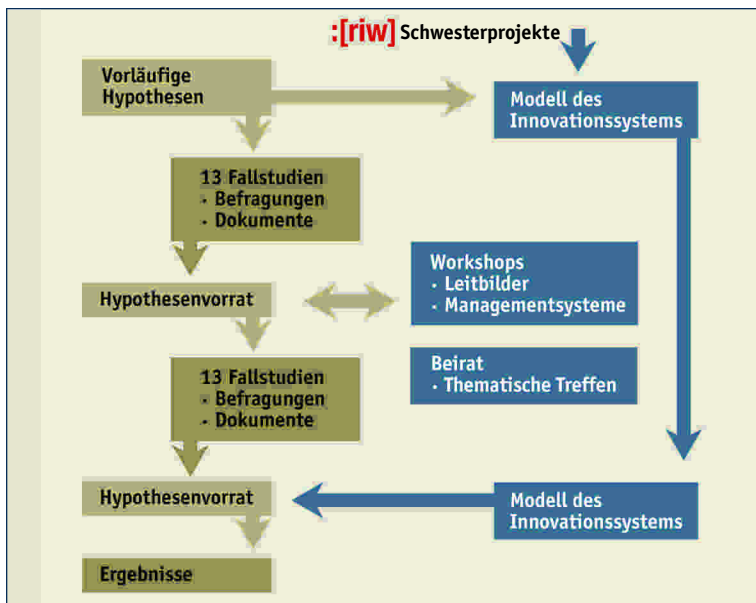 :[riw] Schwesterprojekte
Vorläufige
Hypothesen
Modell des
Innovationssystems
13 Fallstudien
· Befragungen
· Dokumente
Hypothesenvorrat
Workshops
· Leitbilder
· Managementsysteme
Beirat
· Thematische Treffen
13 Fallstudien
· Befragungen
· Dokumente
Hypothesenvorrat
Modell des
Innovationssystems
Ergebnisse